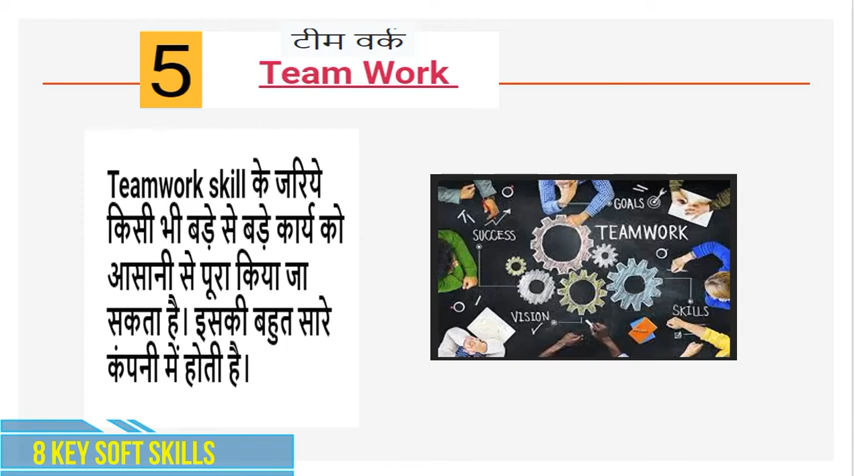 5
टीम वर्क
Team Work
Teamwork skill के जरिये
किसी भी बड़े से बड़े कार्य को
आसानी से पूरा किया जा
सकता है। इसकी बहुत सारे
कंपनी में होती है।
GOALS
SUCCESS
TEAMWORK
VISION
SKILLS
8 KEY SOFT SKILLS